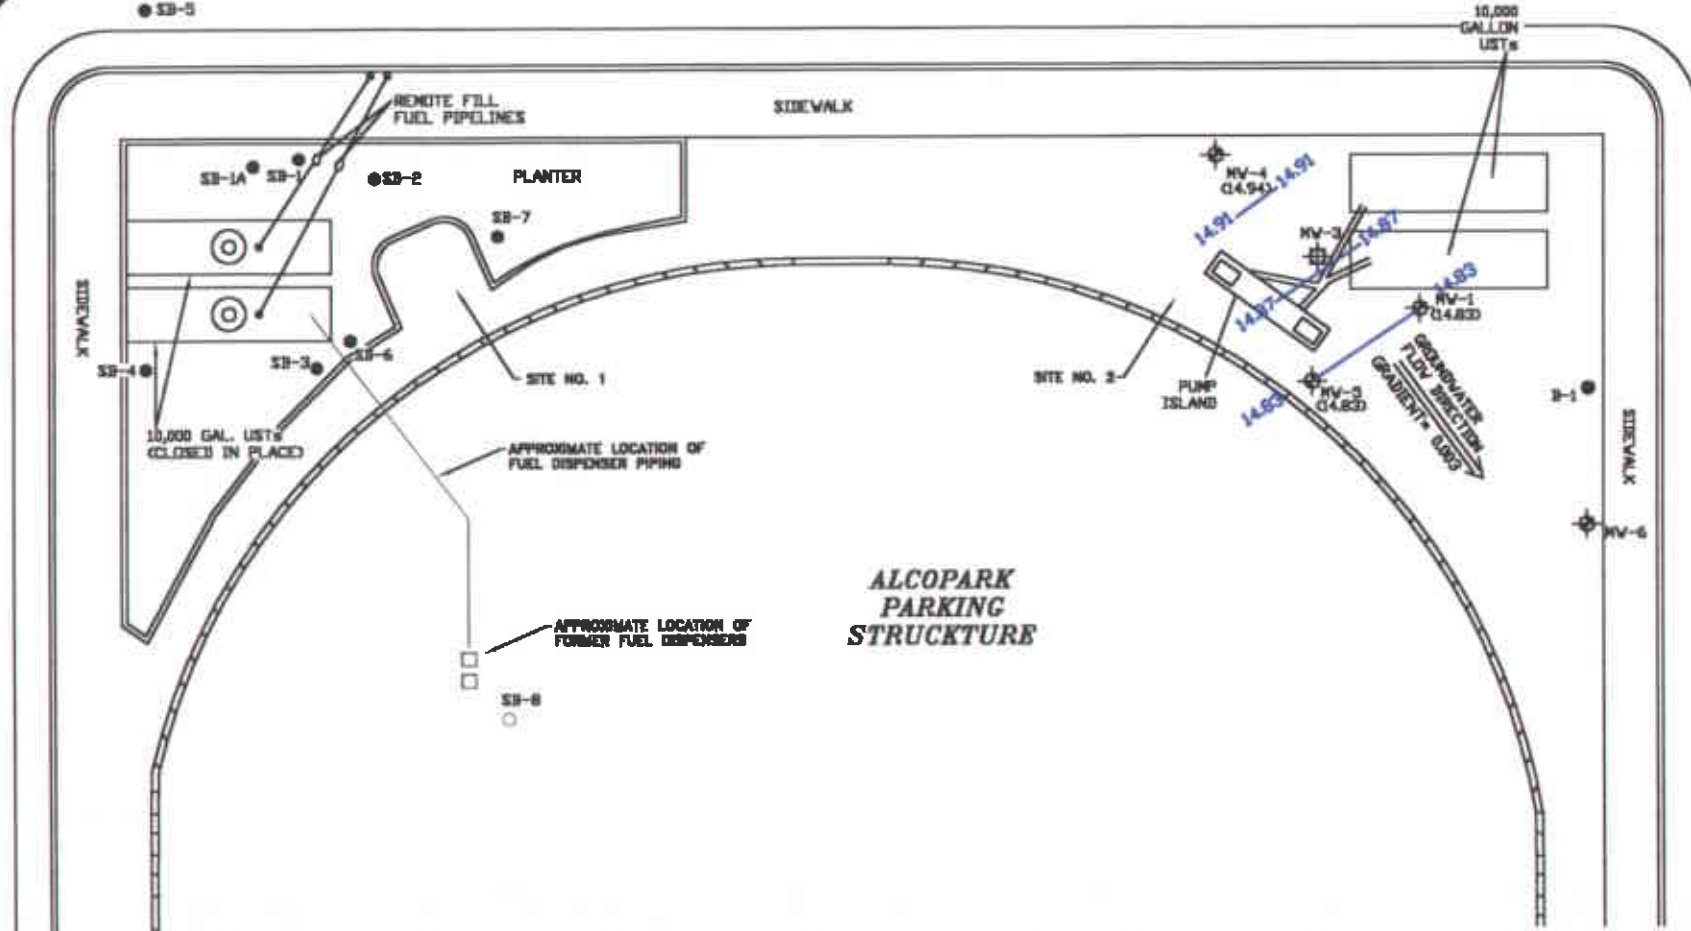 SB-5
10,000
GALLON
USTs
REMOTE FILL
FUEL PIPELINES
SIDEWALK
SB-1A
SB-1
SB-2
PLANTER
SB-7
MW-4
(14.94)
14.91
14.91
MW-3
14.87
14.87
14.83
MW-1
(14.83)
SIDEWALK
SB-4
SB-3
SB-6
SITE NO. 1
SITE NO. 2
PUMP
ISLAND
14.83
MW-5
(14.83)
GROUNDWATER
FLOW DIRECTION
GRADIENT= 0.003
B-1
SIDEWALK
10,000 GAL. USTs
(CLOSED IN PLACE)
APPROXIMATE LOCATION OF
FUEL DISPENSER PIPING
MW-6
ALCOPARK
PARKING
STRUCKTURE
APPROXIMATE LOCATION OF
FORMER FUEL DISPENSERS
SB-8